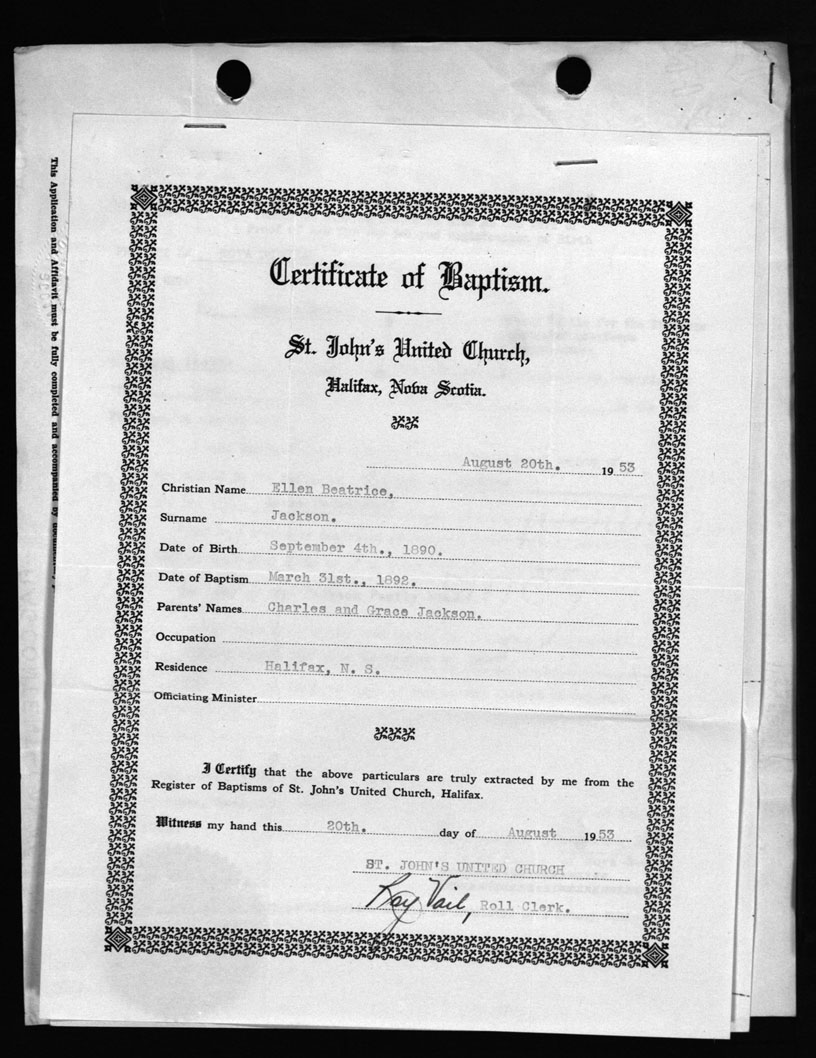 Certificate of Baptism.
St. John's United Church,
Halifax, Nova Scotia.
August 20th. 1953
Christian Name Ellen Beatrice,
Surname Jackson.
Date of Birth September 4th., 1890.
Date of Baptism March 31st., 1892.
Parents' Names Charles and Grace Jackson.
Occupation
Residence Halifax, N. S.
Officiating Minister
I Certify that the above particulars are truly extracted by me from the
Register of Baptisms of St. John's United Church, Halifax.
Witness my hand this 20th. day of August 1953
ST. JOHN'S UNITED CHURCH
Ray Vail, Roll Clerk.
This Application and Affidavit must be fully completed and accompanied by